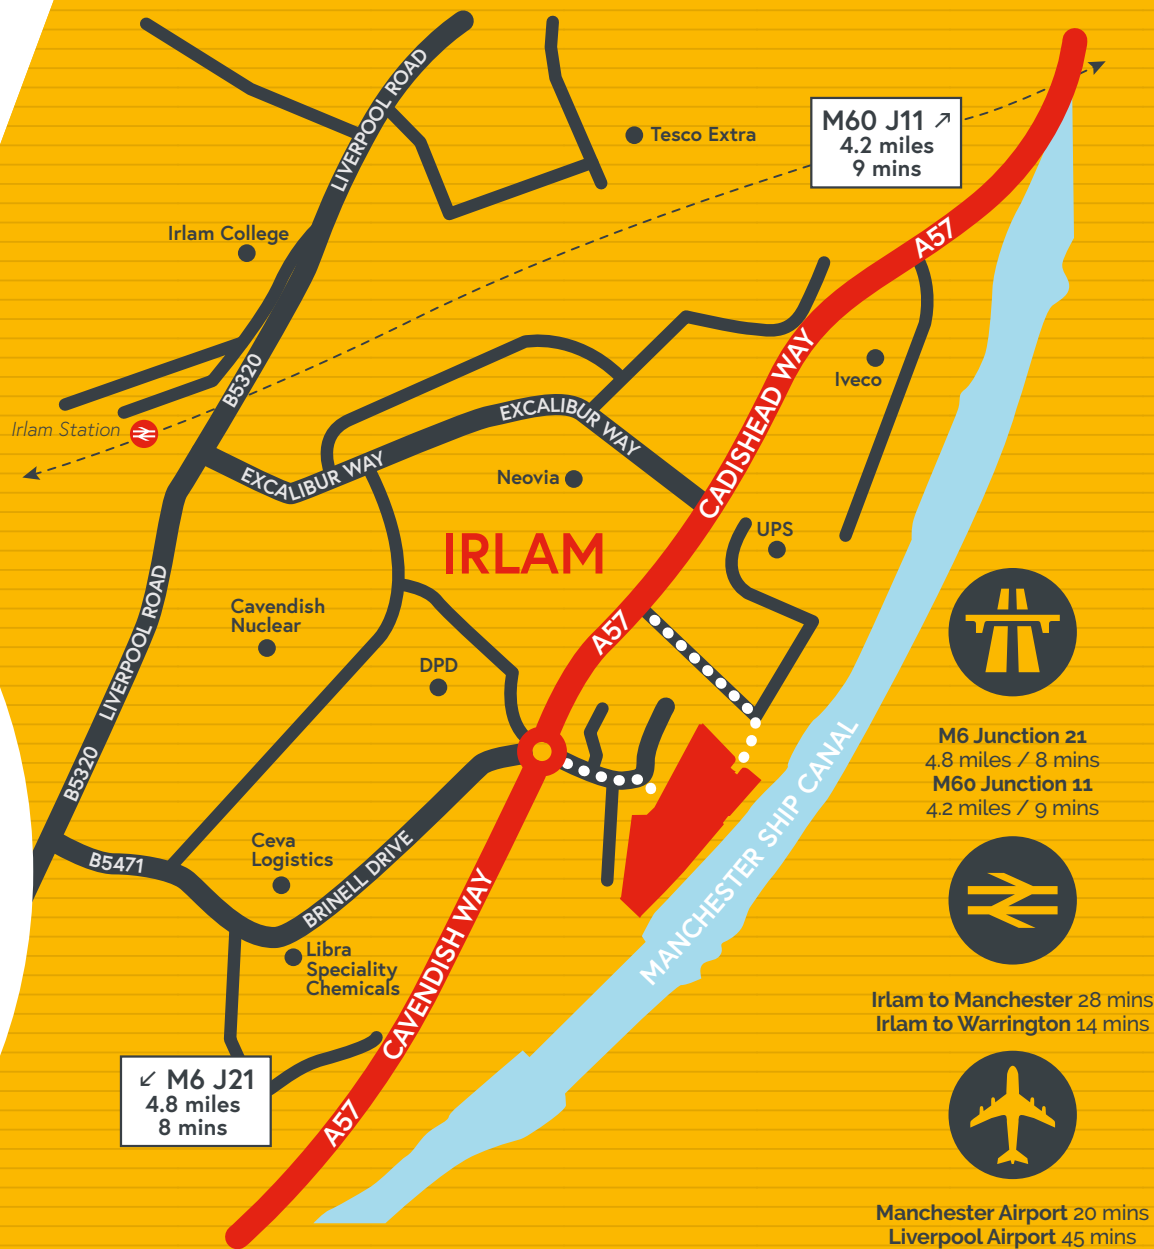 LIVERPOOL ROAD
Tesco Extra
M60 J11 ↗
4.2 miles
9 mins
Irlam College
A57
B5320
Irlam Station
CADISHEAD WAY
Iveco
EXCALIBUR WAY
EXCALIBUR WAY
Neovia
UPS
IRLAM
LIVERPOOL ROAD
Cavendish
Nuclear
A57
DPD
B5320
MANCHESTER SHIP CANAL
M6 Junction 21
4.8 miles / 8 mins
M60 Junction 11
4.2 miles / 9 mins
B5471
Ceva
Logistics
BRINELL DRIVE
CAVENDISH WAY
Libra
Speciality
Chemicals
Irlam to Manchester 28 mins
Irlam to Warrington 14 mins
↙ M6 J21
4.8 miles
8 mins
A57
Manchester Airport 20 mins
Liverpool Airport 45 mins